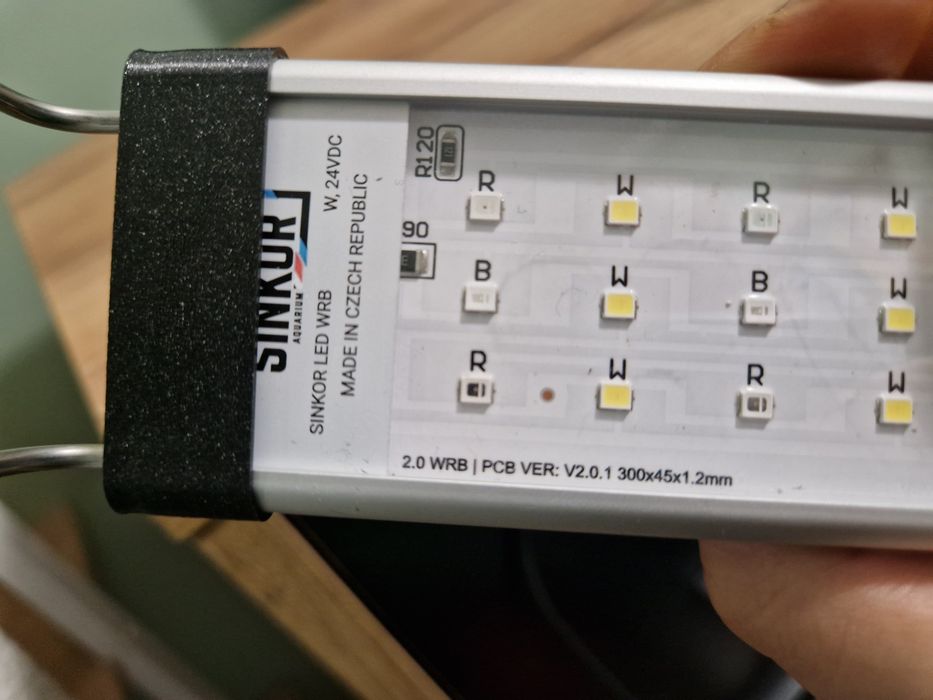 SINKOR
AQUARIUM
SINKOR LED WRB
W, 24VDC
MADE IN CZECH REPUBLIC
R120
90
R W R W
B W B W
R W R W
2.0 WRB | PCB VER: V2.0.1 300x45x1.2mm